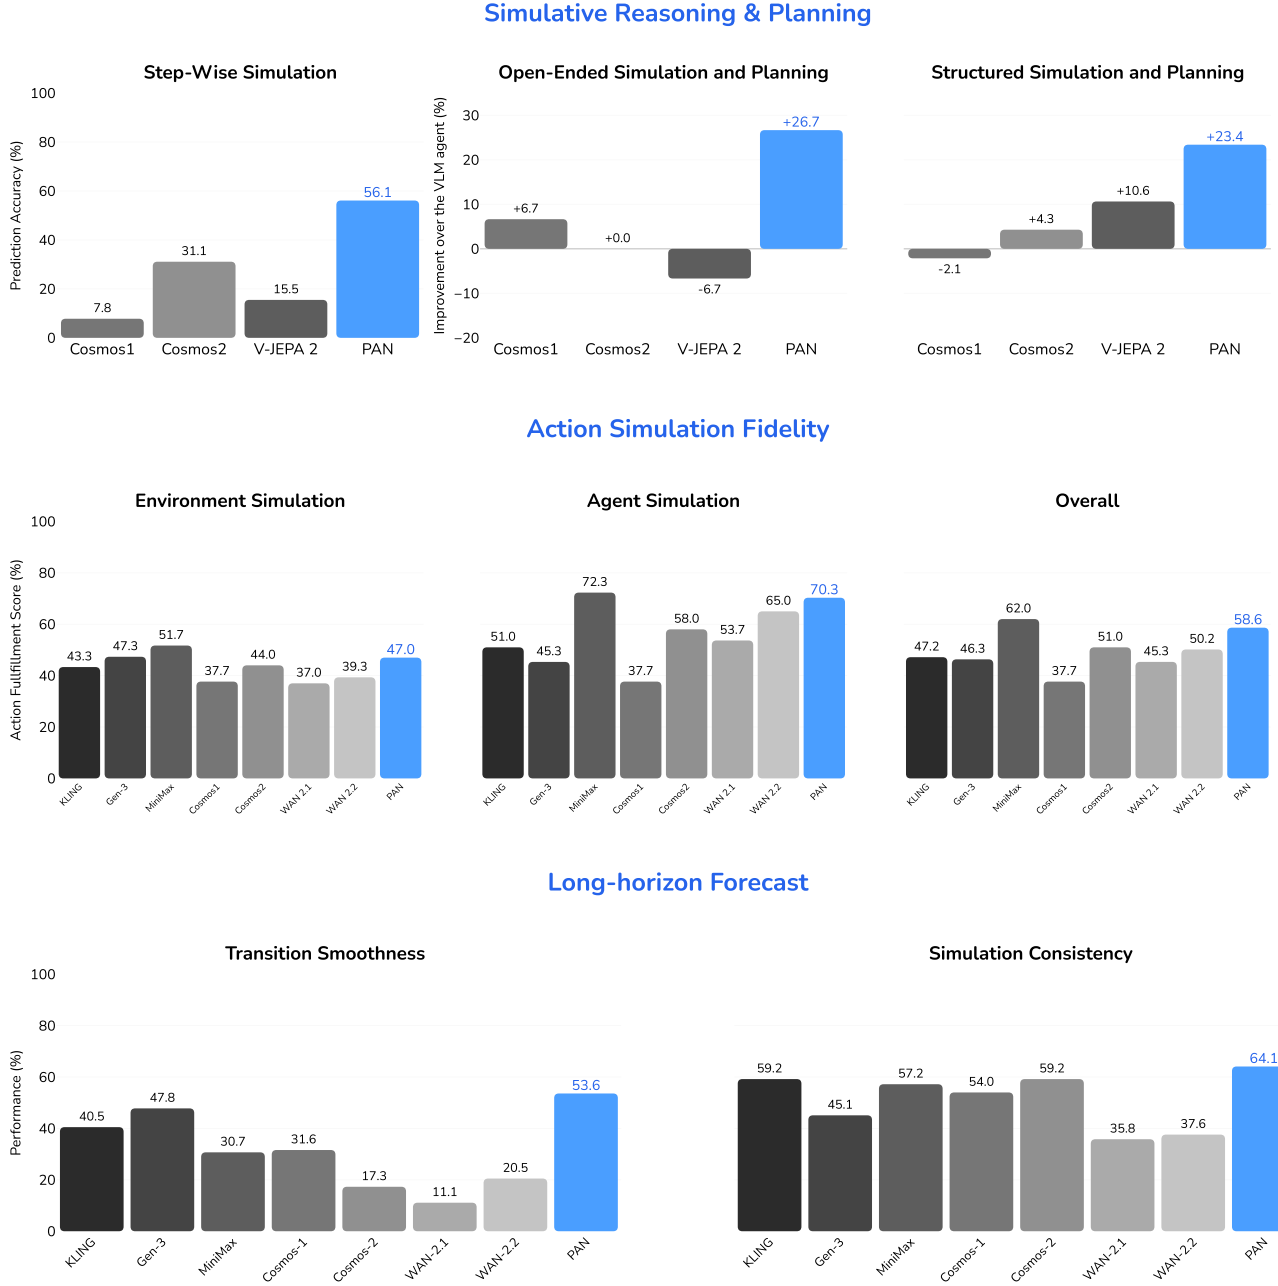 Simulative Reasoning & Planning
Step-Wise Simulation
Prediction Accuracy (%)
100
80
60
40
20
0
7.8
31.1
15.5
56.1
Cosmos1
Cosmos2
V-JEPA 2
PAN
Open-Ended Simulation and Planning
Improvement over the VLM agent (%)
30
20
10
0
−10
−20
+6.7
+0.0
-6.7
+26.7
Cosmos1
Cosmos2
V-JEPA 2
PAN
Structured Simulation and Planning
-2.1
+4.3
+10.6
+23.4
Cosmos1
Cosmos2
V-JEPA 2
PAN
Action Simulation Fidelity
Environment Simulation
Action Fullfillment Score (%)
100
80
60
40
20
0
43.3
47.3
51.7
37.7
44.0
37.0
39.3
47.0
KLING
Gen-3
MiniMax
Cosmos1
Cosmos2
WAN 2.1
WAN 2.2
PAN
Agent Simulation
51.0
45.3
72.3
37.7
58.0
53.7
65.0
70.3
KLING
Gen-3
MiniMax
Cosmos1
Cosmos2
WAN 2.1
WAN 2.2
PAN
Overall
47.2
46.3
62.0
37.7
51.0
45.3
50.2
58.6
KLING
Gen-3
MiniMax
Cosmos1
Cosmos2
WAN 2.1
WAN 2.2
PAN
Long-horizon Forecast
Transition Smoothness
Performance (%)
100
80
60
40
20
0
40.5
47.8
30.7
31.6
17.3
11.1
20.5
53.6
KLING
Gen-3
MiniMax
Cosmos-1
Cosmos-2
WAN-2.1
WAN-2.2
PAN
Simulation Consistency
59.2
45.1
57.2
54.0
59.2
35.8
37.6
64.1
KLING
Gen-3
MiniMax
Cosmos-1
Cosmos-2
WAN-2.1
WAN-2.2
PAN